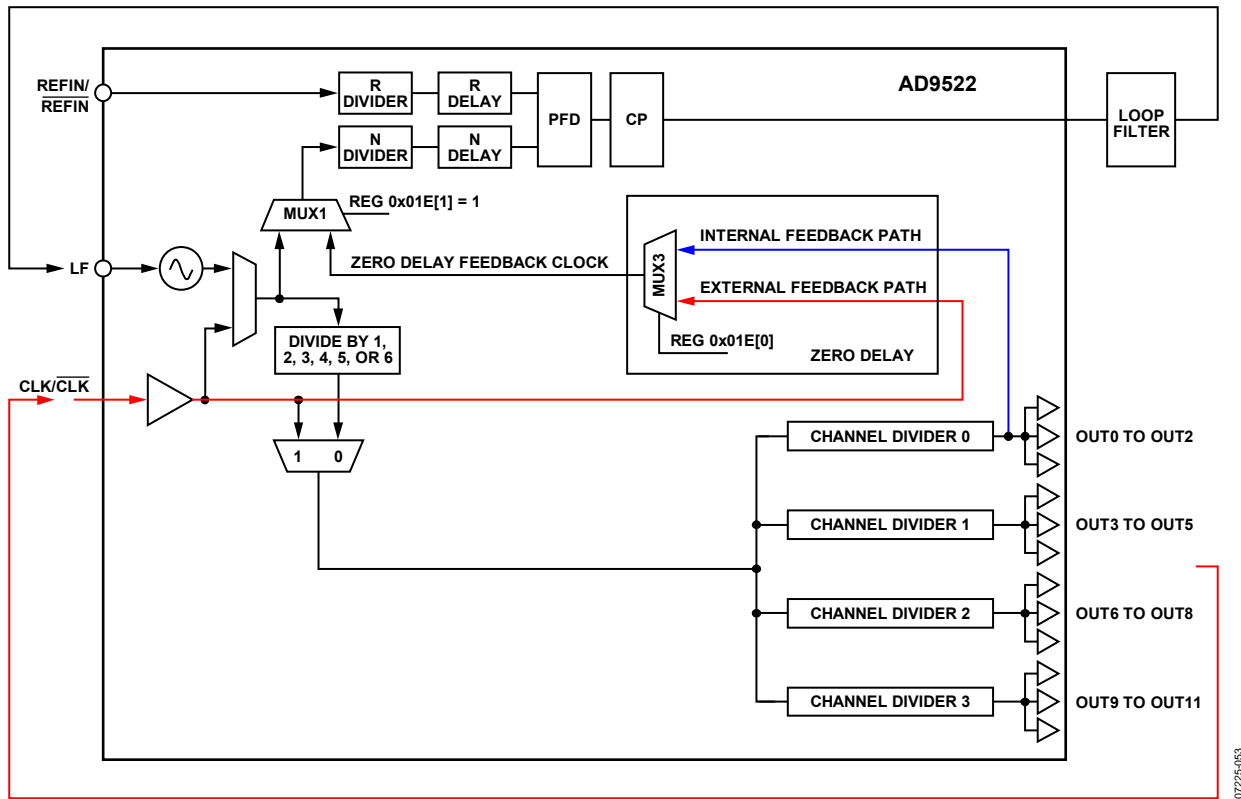 AD9522
REFIN/
REFIN
R
DIVIDER
R
DELAY
PFD
CP
LOOP
FILTER
N
DIVIDER
N
DELAY
REG 0x01E[1] = 1
MUX1
INTERNAL FEEDBACK PATH
LF
ZERO DELAY FEEDBACK CLOCK
MUX3
EXTERNAL FEEDBACK PATH
DIVIDE BY 1,
2, 3, 4, 5, OR 6
REG 0x01E[0]
ZERO DELAY
CLK/CLK
1 0
CHANNEL DIVIDER 0
OUT0 TO OUT2
CHANNEL DIVIDER 1
OUT3 TO OUT5
CHANNEL DIVIDER 2
OUT6 TO OUT8
CHANNEL DIVIDER 3
OUT9 TO OUT11
07225-053